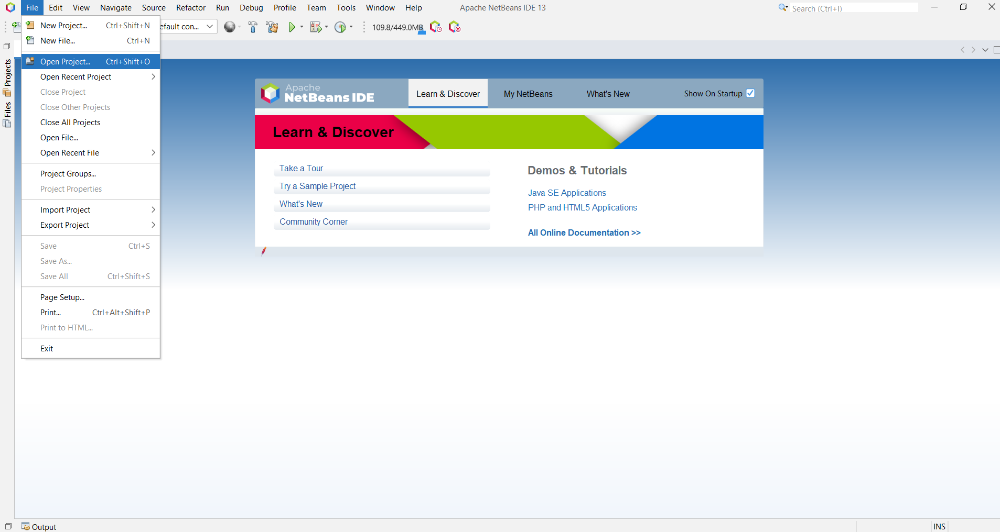 File Edit View Navigate Source Refactor Run Debug Profile Team Tools Window Help Apache NetBeans IDE 13 Search (Ctrl+I)
efault con... 109.8/449.0MB
New Project... Ctrl+Shift+N
New File... Ctrl+N
Open Project... Ctrl+Shift+O
Open Recent Project
Close Project
Close Other Projects
Close All Projects
Open File...
Open Recent File
Project Groups...
Project Properties
Import Project
Export Project
Save Ctrl+S
Save As...
Save All Ctrl+Shift+S
Page Setup...
Print... Ctrl+Alt+Shift+P
Print to HTML...
Exit
Projects
Files
Apache
NetBeans IDE
Learn & Discover My NetBeans What's New Show On Startup
Learn & Discover
Take a Tour
Try a Sample Project
What's New
Community Corner
Demos & Tutorials
Java SE Applications
PHP and HTML5 Applications
All Online Documentation >>
Output INS